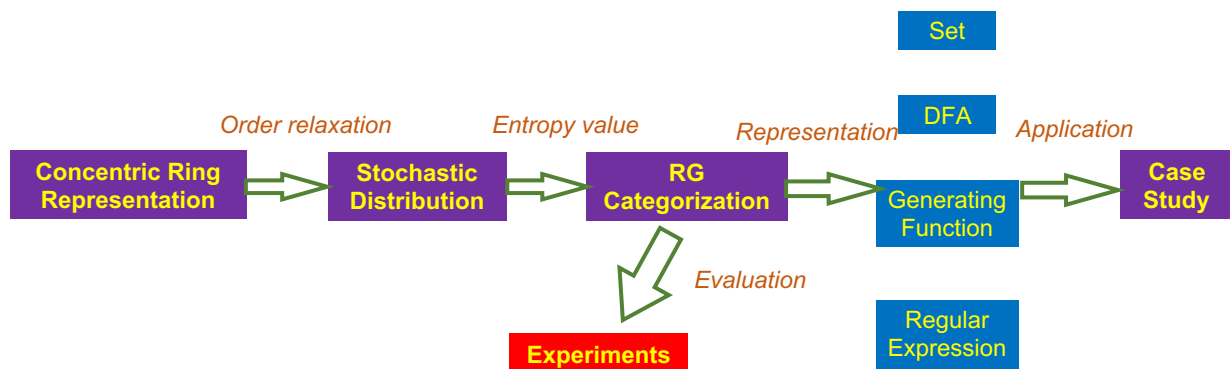 Set
DFA
Order relaxation
Entropy value
Representation
Application
Concentric Ring
Representation
Stochastic
Distribution
RG
Categorization
Generating
Function
Case
Study
Evaluation
Regular
Expression
Experiments